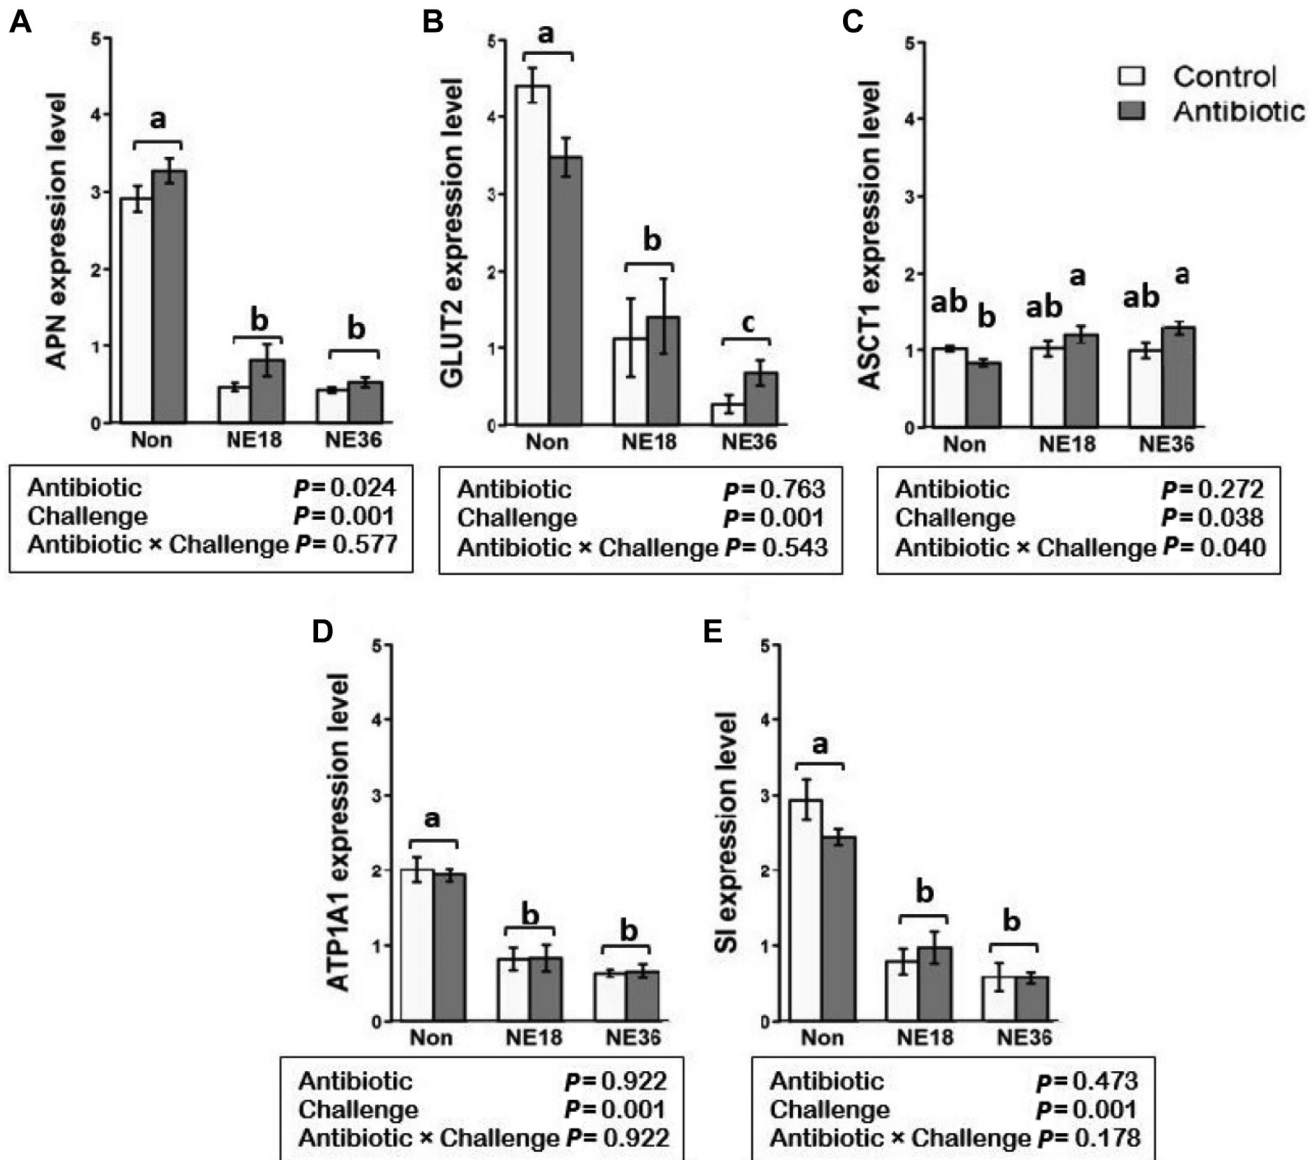 A
APN expression level
5
4
3
2
1
0
a
b
b
Non NE18 NE36
Antibiotic P= 0.024
Challenge P= 0.001
Antibiotic × Challenge P= 0.577
B
GLUT2 expression level
5
4
3
2
1
0
a
b
c
Non NE18 NE36
Antibiotic P= 0.763
Challenge P= 0.001
Antibiotic × Challenge P= 0.543
C
ASCT1 expression level
5
4
3
2
1
0
ab b ab a ab a
Non NE18 NE36
Control
Antibiotic
Antibiotic P= 0.272
Challenge P= 0.038
Antibiotic × Challenge P= 0.040
D
ATP1A1 expression level
5
4
3
2
1
0
a
b
b
Non NE18 NE36
Antibiotic P= 0.922
Challenge P= 0.001
Antibiotic × Challenge P= 0.922
E
SI expression level
5
4
3
2
1
0
a
b
b
Non NE18 NE36
Antibiotic P= 0.473
Challenge P= 0.001
Antibiotic × Challenge P= 0.178